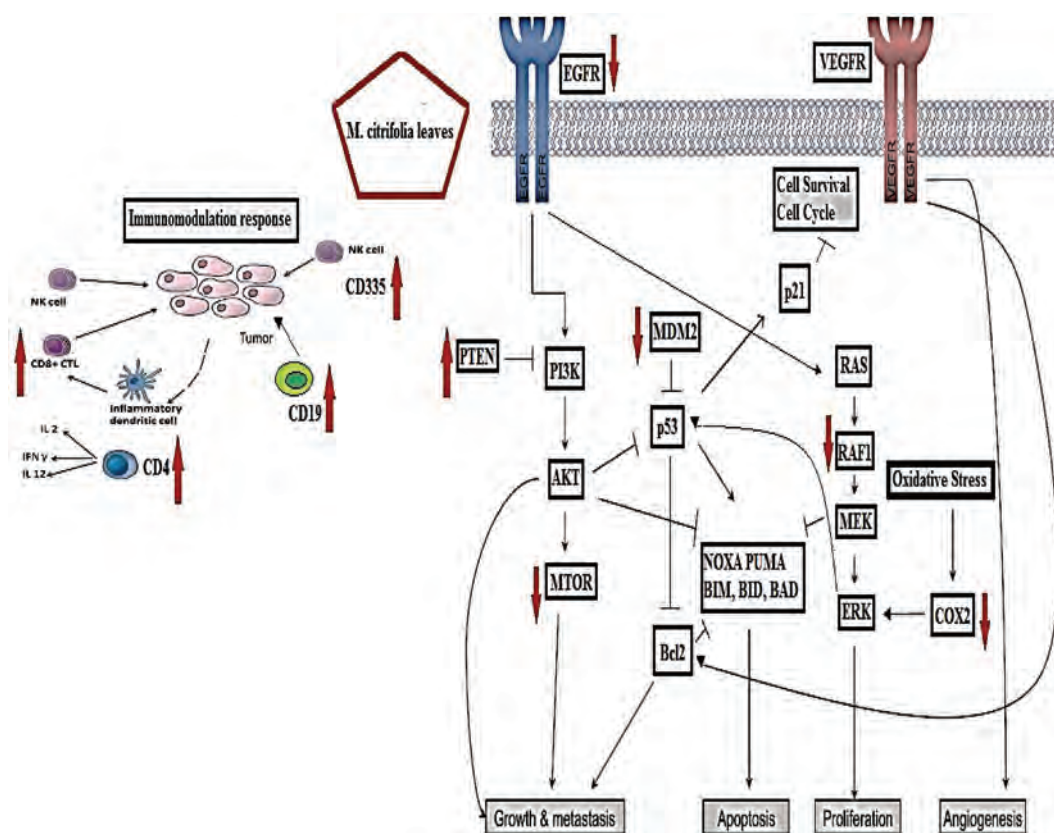 M. citrifolia leaves
EGFR
VEGFR
EGFR
EGFR
VEGFR
VEGFR
Cell Survival
Cell Cycle
Immunomodulation response
NK cell
CD335
NK cell
p21
Tumor
CD8+ CTL
PTEN
PI3K
MDM2
RAS
Inflammatory
dendritic cell
CD19
IL 2
IFN γ
IL 12
CD4
p53
RAF1
Oxidative Stress
AKT
MEK
NOXA PUMA
BIM, BID, BAD
MTOR
ERK
COX2
Bcl2
Growth & metastasis
Apoptosis
Proliferation
Angiogenesis